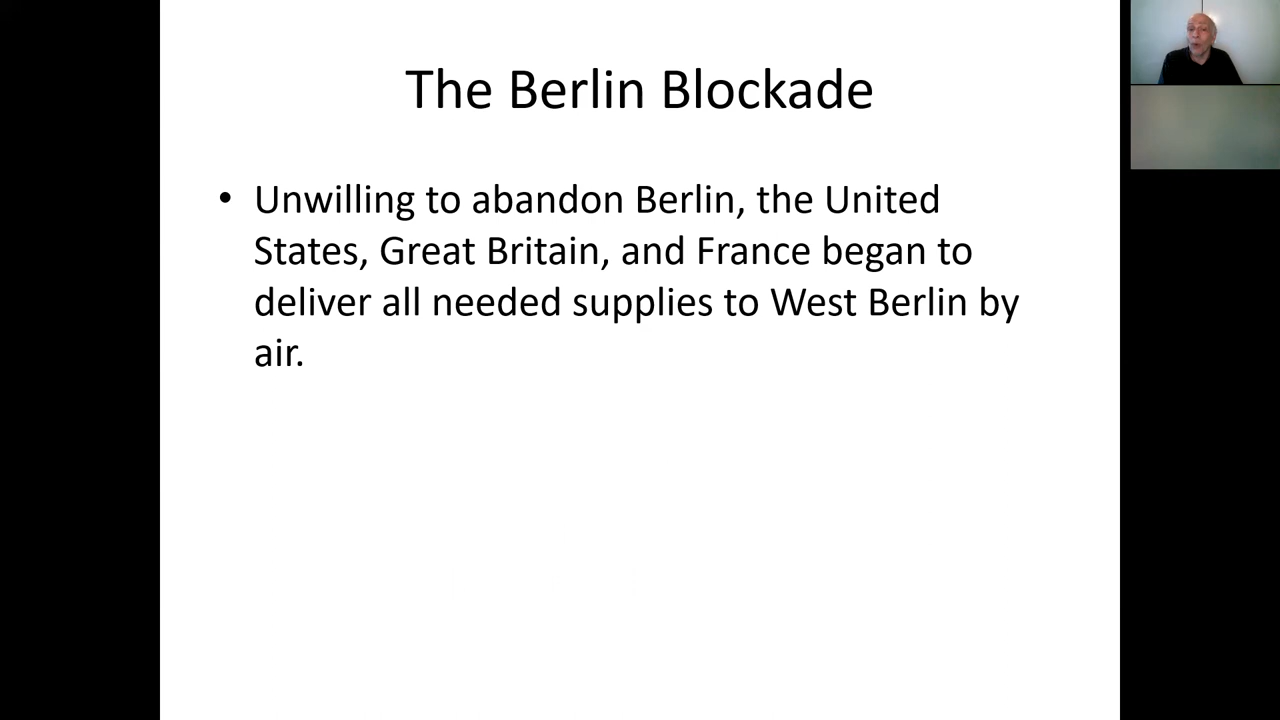 The Berlin Blockade
• Unwilling to abandon Berlin, the United
States, Great Britain, and France began to
deliver all needed supplies to West Berlin by
air.